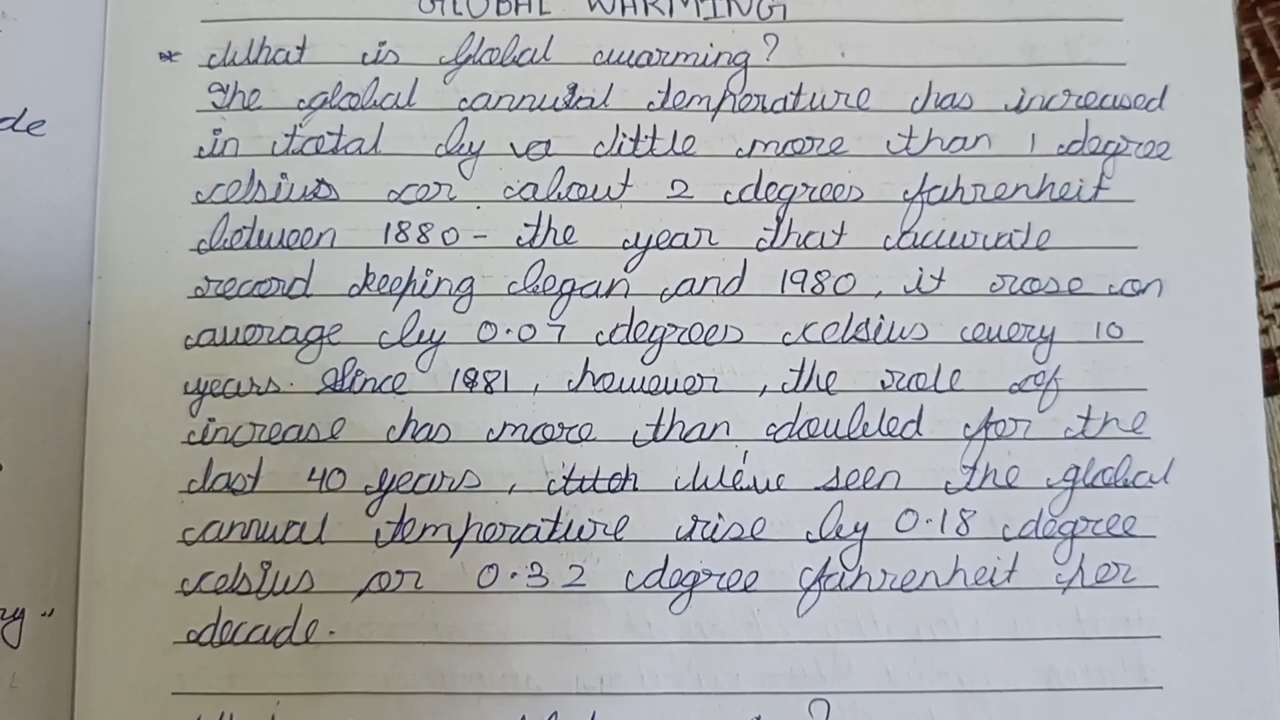 GLOBAL WARMING
de
* What is Global warming?
The global annual temperature has increased
in total by a little more than 1 degree
celsius or about 2 degrees fahrenheit
between 1880 - the year that accurate
record keeping began and 1980, it rose on
average by 0.07 degrees celsius every 10
years. Since 1981, however, the rate of
increase has more than doubled for the
last 40 years, we've seen the global
annual temperature rise by 0.18 degree
celsius or 0.32 degree fahrenheit per
ry"
decade.